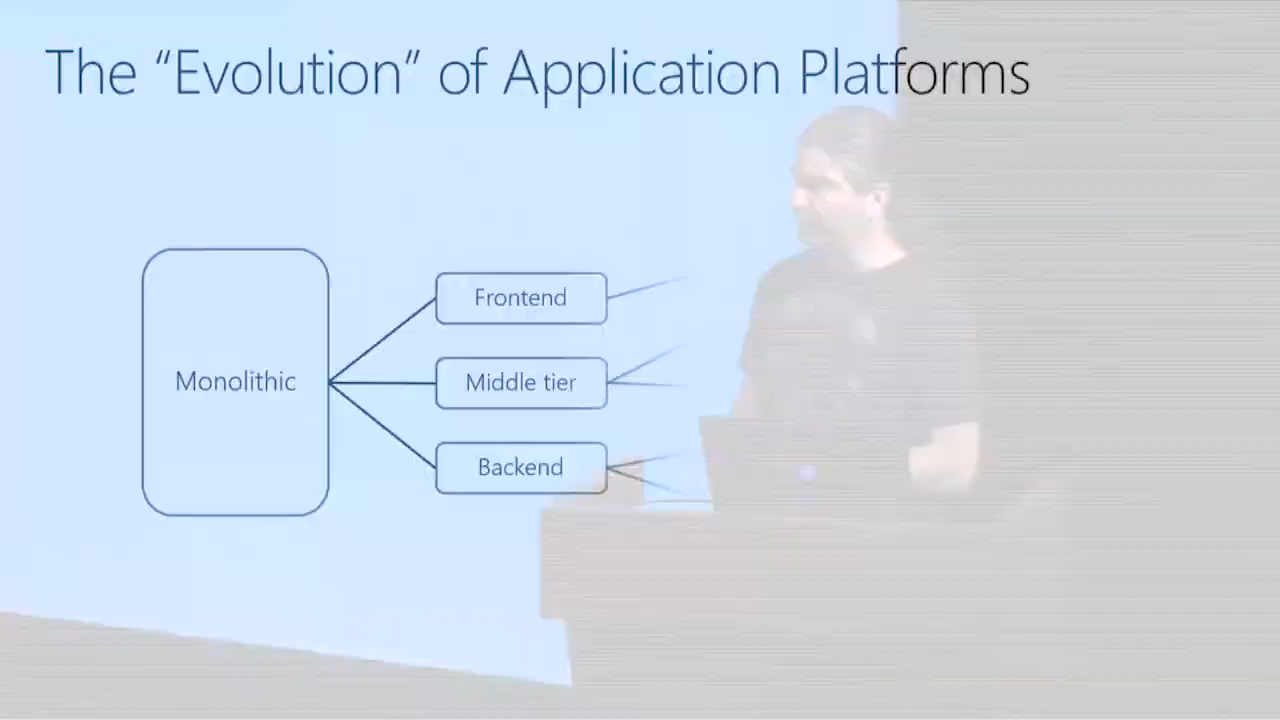 The “Evolution” of Application Platforms
Monolithic
Frontend
Middle tier
Backend